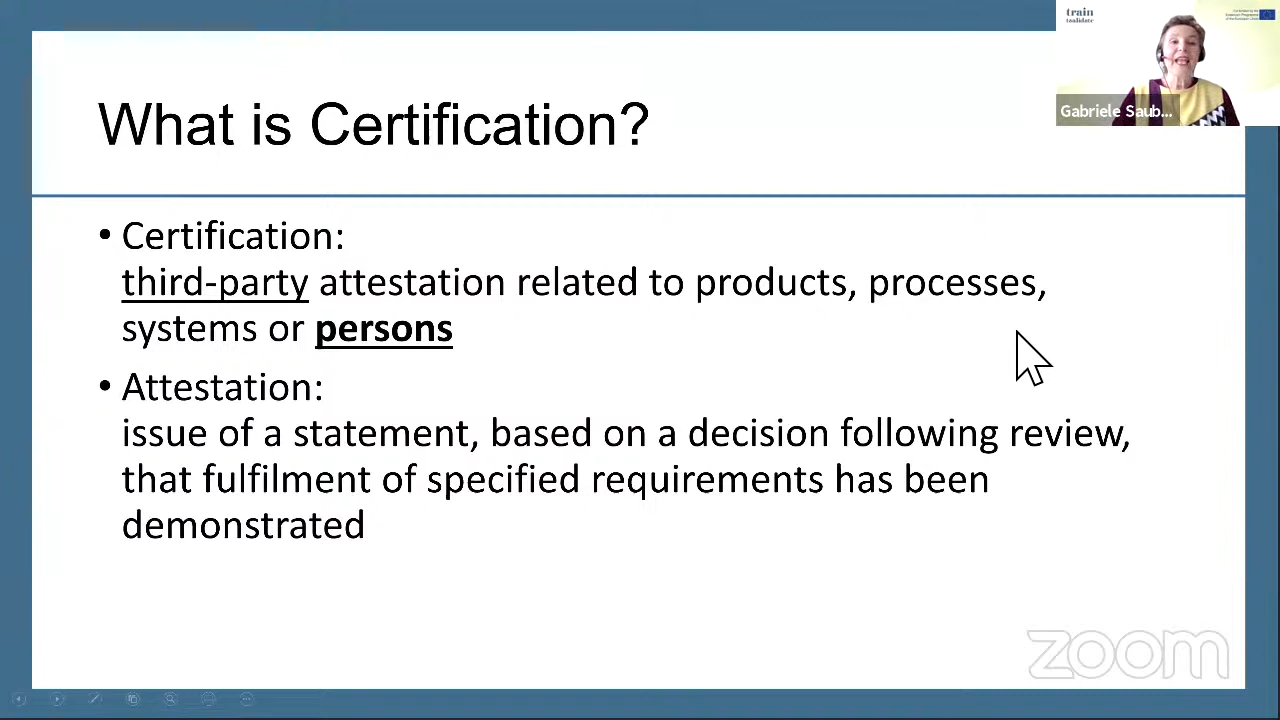 train
What is Certification?
Gabriele Saub...
• Certification:
third-party attestation related to products, processes,
systems or persons
• Attestation:
issue of a statement, based on a decision following review,
that fulfilment of specified requirements has been
demonstrated
zoom